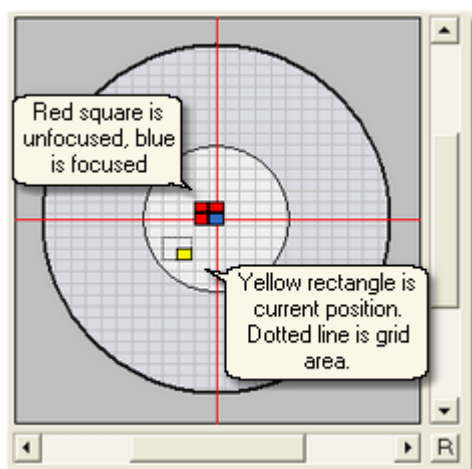 Red square is
unfocused, blue
is focused
Yellow rectangle is
current position.
Dotted line is grid
area.
R